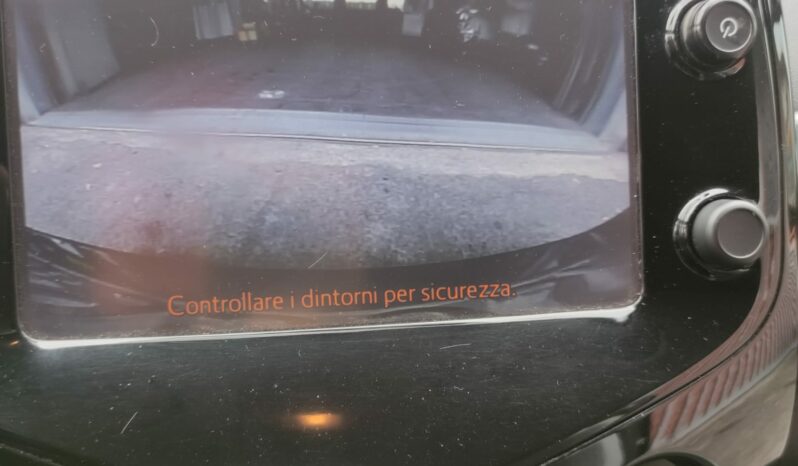 Controllare i dintorni per sicurezza.